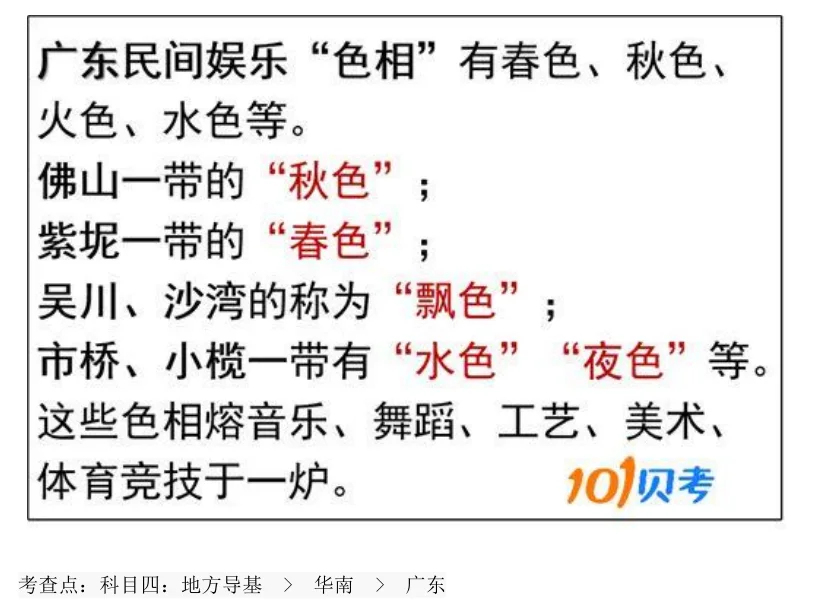 广东民间娱乐“色相”有春色、秋色、
火色、水色等。
佛山一带的“秋色”；
紫坭一带的“春色”；
吴川、沙湾的称为“飘色”；
市桥、小榄一带有“水色”“夜色”等。
这些色相熔音乐、舞蹈、工艺、美术、
体育竞技于一炉。
101贝考
考查点：科目四：地方导基 > 华南 > 广东